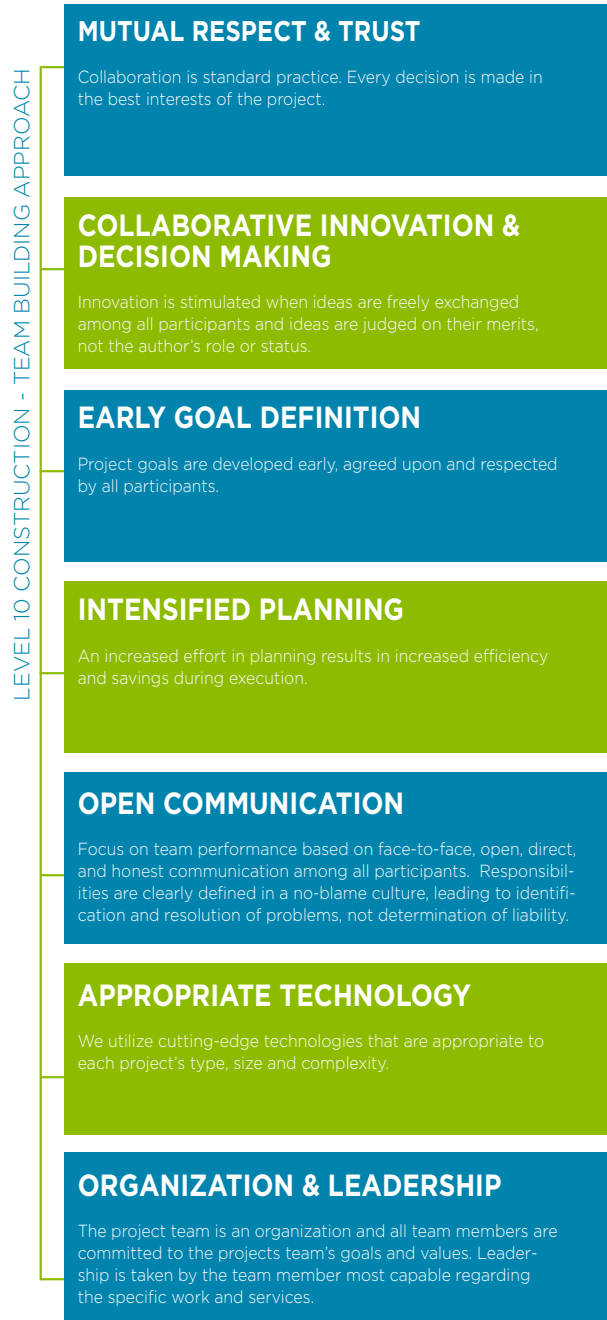 LEVEL 10 CONSTRUCTION - TEAM BUILDING APPROACH
MUTUAL RESPECT & TRUST
Collaboration is standard practice. Every decision is made in
the best interests of the project.
COLLABORATIVE INNOVATION &
DECISION MAKING
Innovation is stimulated when ideas are freely exchanged
among all participants and ideas are judged on their merits,
not the author's role or status.
EARLY GOAL DEFINITION
Project goals are developed early, agreed upon and respected
by all participants.
INTENSIFIED PLANNING
An increased effort in planning results in increased efficiency
and savings during execution.
OPEN COMMUNICATION
Focus on team performance based on face-to-face, open, direct,
and honest communication among all participants.  Responsibil-
ities are clearly defined in a no-blame culture, leading to identifi-
cation and resolution of problems, not determination of liability.
APPROPRIATE TECHNOLOGY
We utilize cutting-edge technologies that are appropriate to
each project's type, size and complexity.
ORGANIZATION & LEADERSHIP
The project team is an organization and all team members are
committed to the projects team's goals and values. Leader-
ship is taken by the team member most capable regarding
the specific work and services.